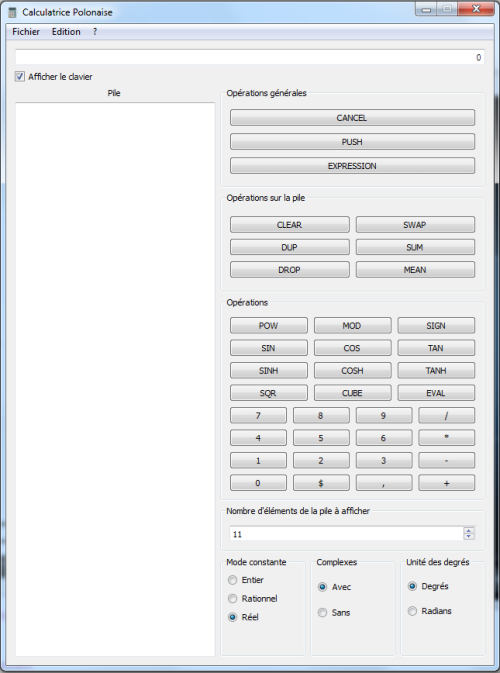 Calculatrice Polonaise
Fichier Edition ?
0
Afficher le clavier
Pile
Opérations générales
CANCEL
PUSH
EXPRESSION
Opérations sur la pile
CLEAR SWAP
DUP SUM
DROP MEAN
Opérations
POW MOD SIGN
SIN COS TAN
SINH COSH TANH
SQR CUBE EVAL
7 8 9 /
4 5 6 *
1 2 3 -
0 $ , +
Nombre d'éléments de la pile à afficher
11
Mode constante Complexes Unité des degrés
Entier
Avec Degrés
Rationnel
Sans Radians
Réel